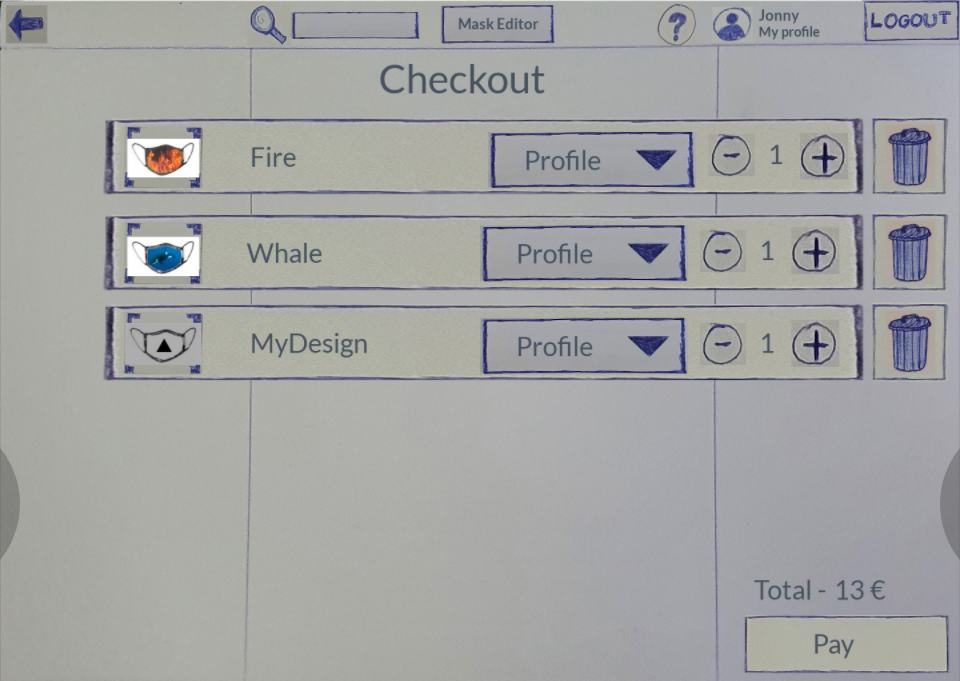 Mask Editor
?
Jonny
My profile
LOGOUT
Checkout
Fire
Profile
- 1 +
Whale
Profile
- 1 +
MyDesign
Profile
- 1 +
Total - 13 €
Pay